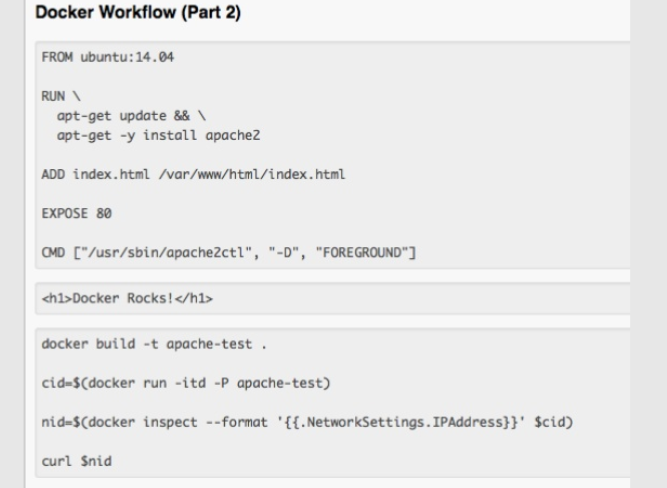 Docker Workflow (Part 2)
FROM ubuntu:14.04
RUN \
apt-get update && \
apt-get -y install apache2
ADD index.html /var/www/html/index.html
EXPOSE 80
CMD ["/usr/sbin/apache2ctl", "-D", "FOREGROUND"]
<h1>Docker Rocks!</h1>
docker build -t apache-test .
cid=$(docker run -itd -P apache-test)
nid=$(docker inspect --format '{{.NetworkSettings.IPAddress}}' $cid)
curl $nid